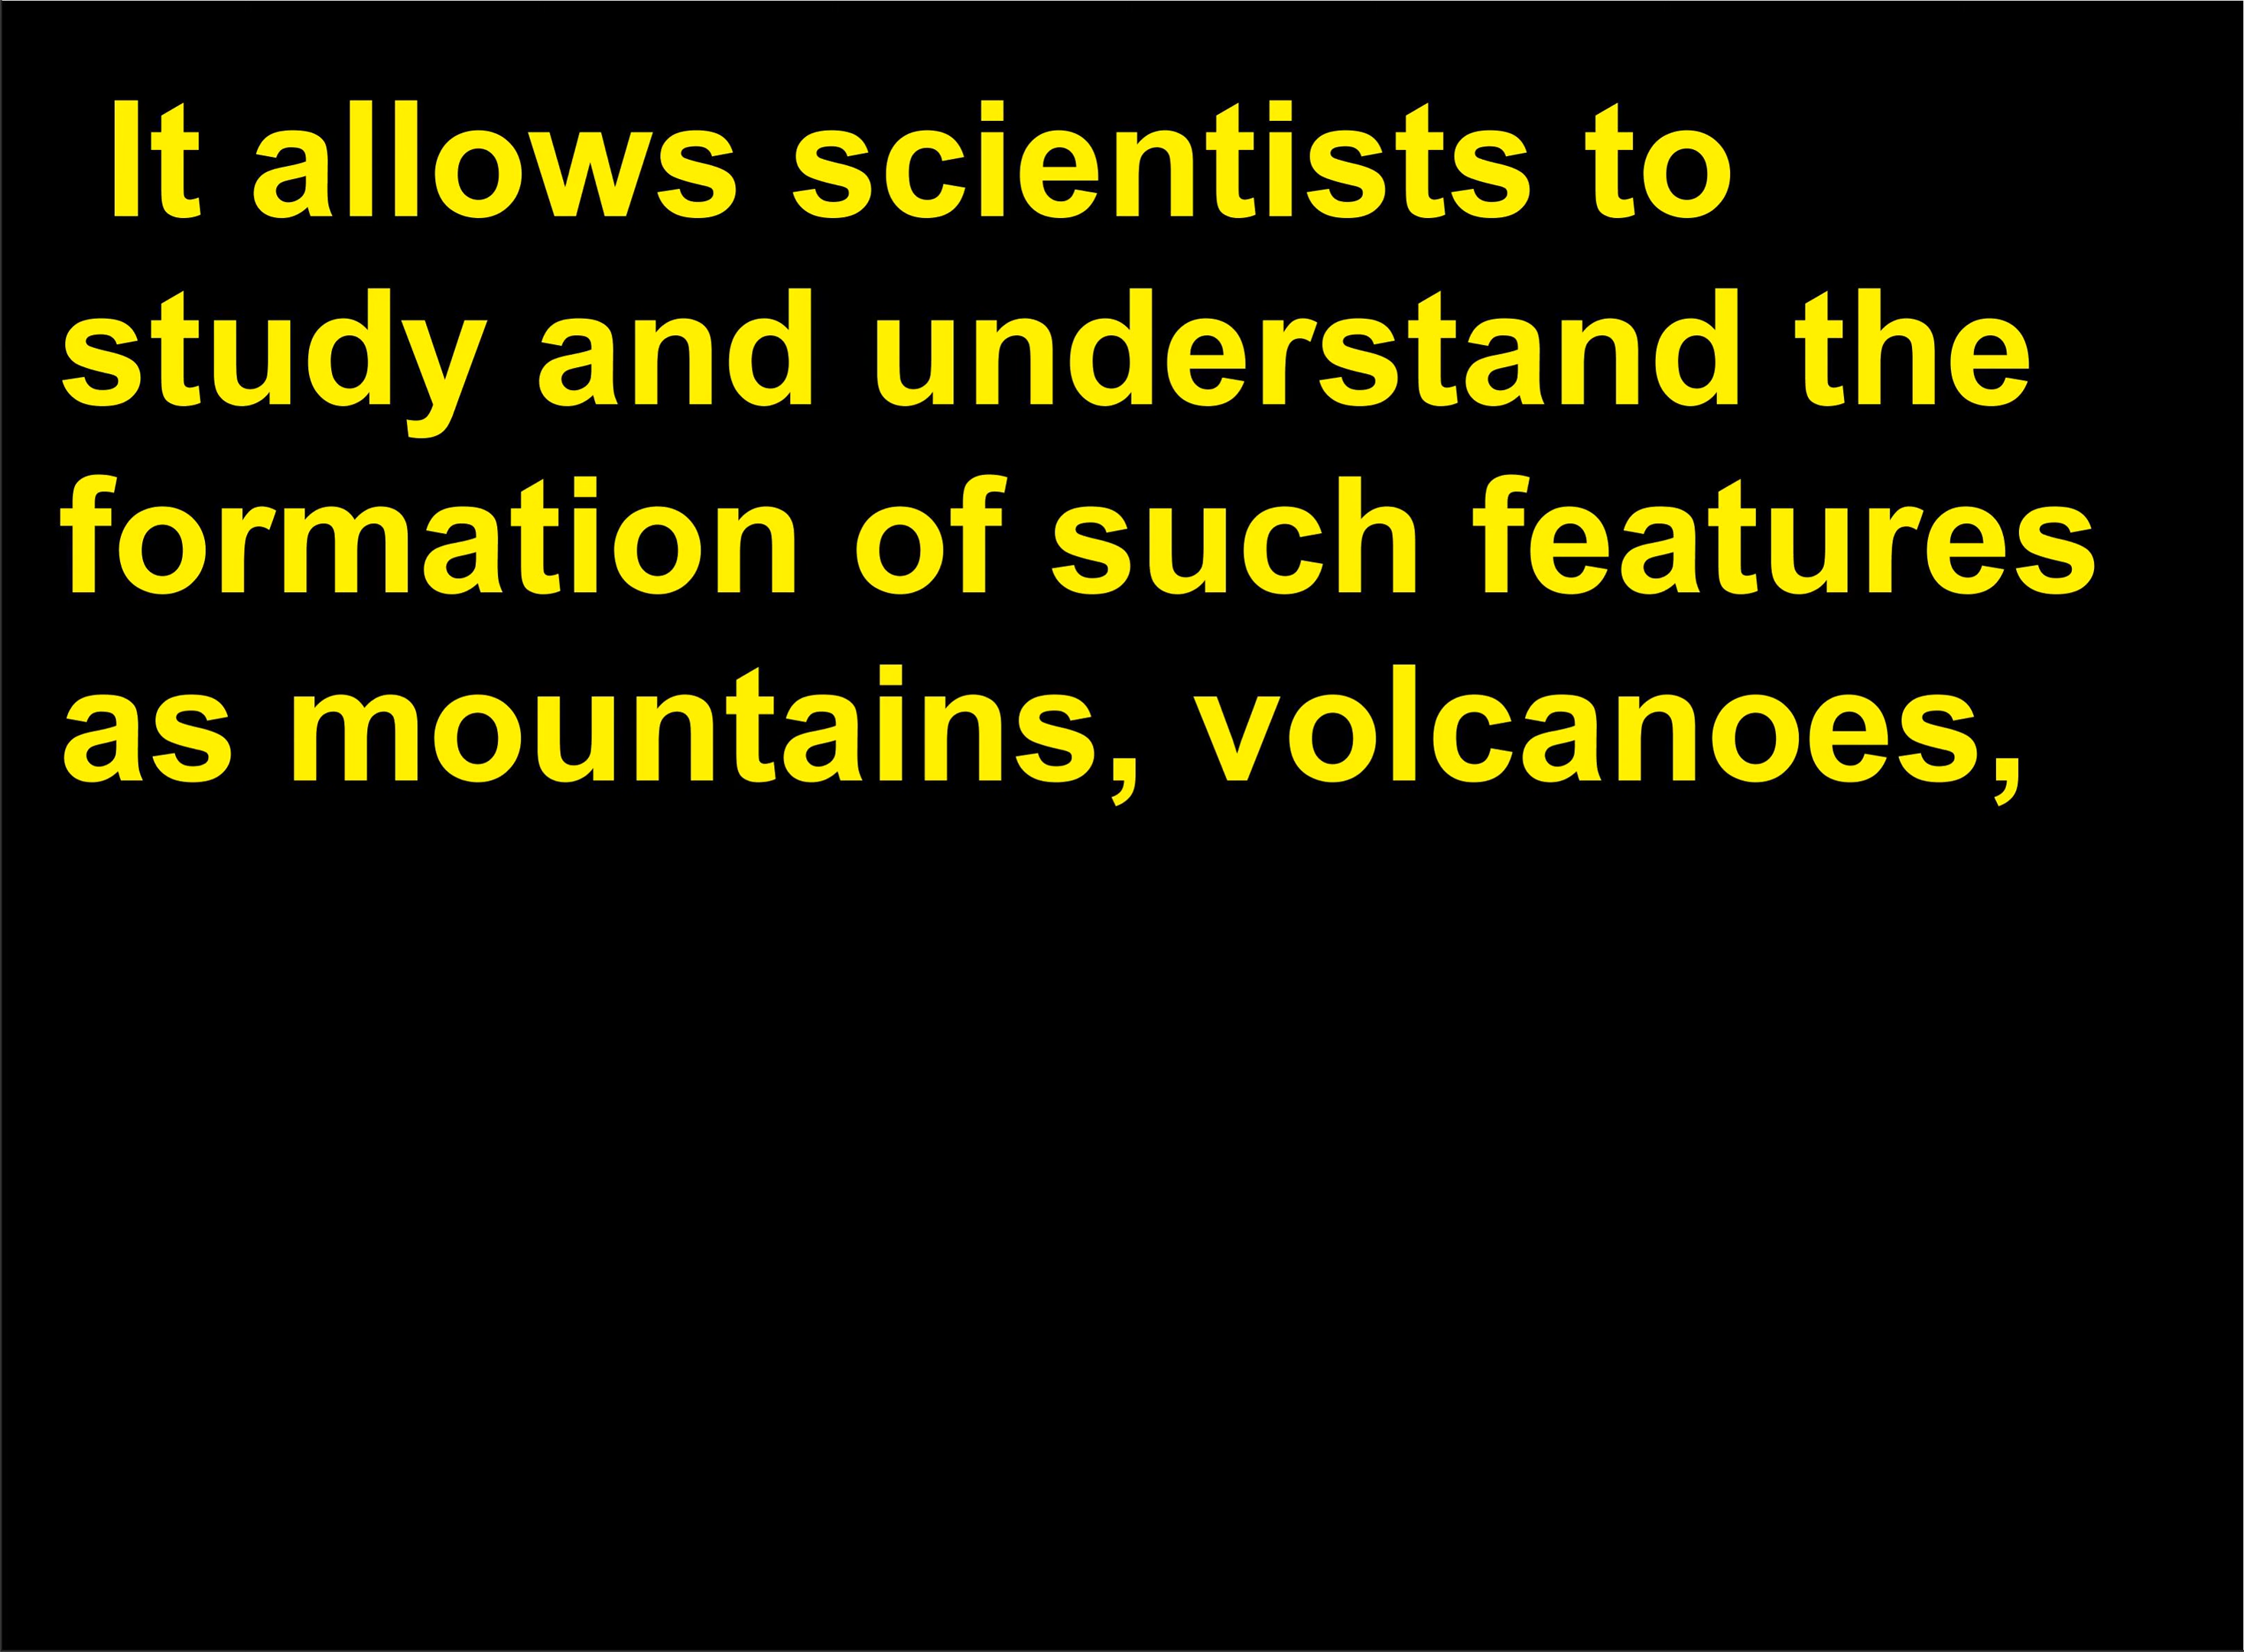 It allows scientists to
study and understand the
formation of such features
as mountains, volcanoes,